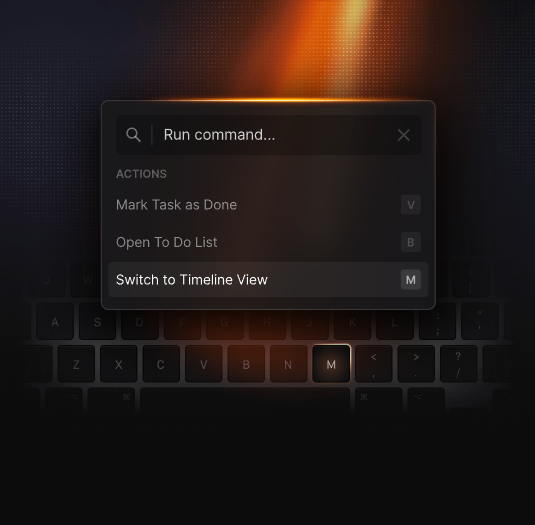 Run command...
ACTIONS
Mark Task as Done V
Open To Do List B
Switch to Timeline View M
A S D F G H J K L : ; " '
Z X C V B N M < , > . ? /
⌘ ⌘ ⌥